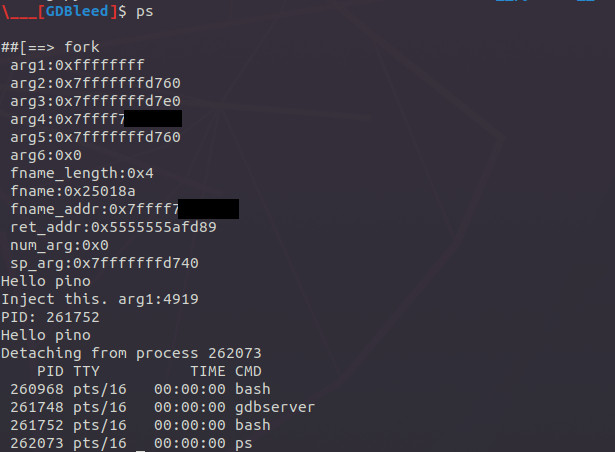 \___[GDBleed]$ ps
##[==> fork
arg1:0xffffffff
arg2:0x7fffffffd760
arg3:0x7fffffffd7e0
arg4:0x7ffff7
arg5:0x7fffffffd760
arg6:0x0
fname_length:0x4
fname:0x25018a
fname_addr:0x7ffff7
ret_addr:0x5555555afd89
num_arg:0x0
sp_arg:0x7fffffffd740
Hello pino
Inject this. arg1:4919
PID: 261752
Hello pino
Detaching from process 262073
PID TTY TIME CMD
260968 pts/16 00:00:00 bash
261748 pts/16 00:00:00 gdbserver
261752 pts/16 00:00:00 bash
262073 pts/16 00:00:00 ps